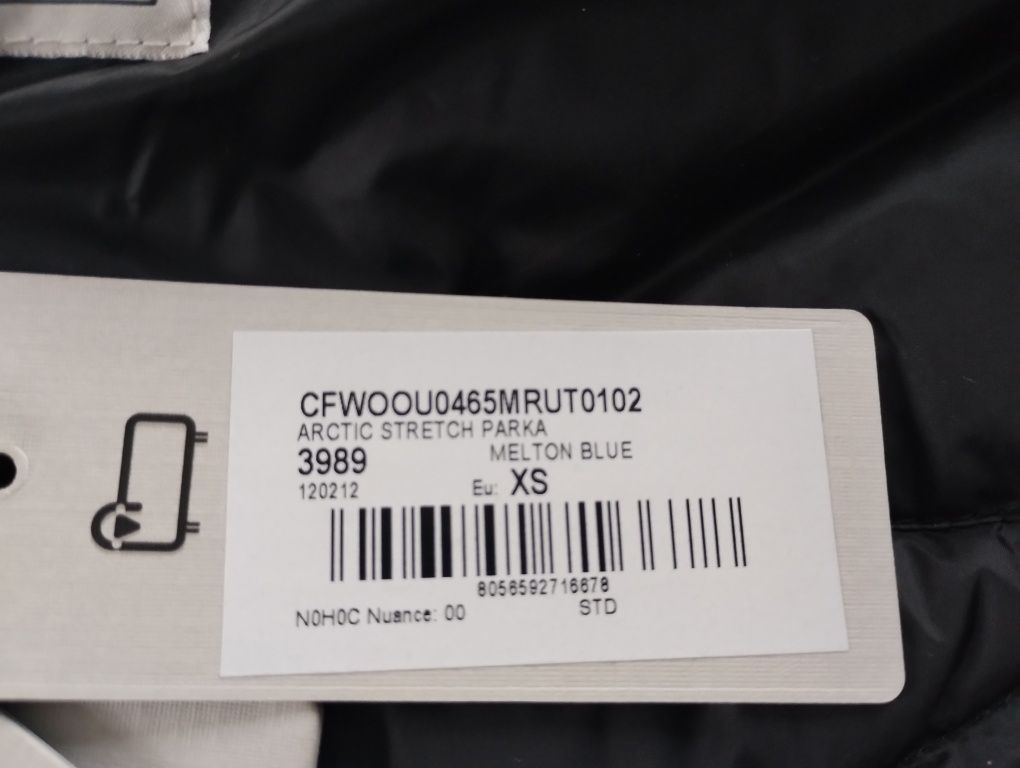 CFWOOU0465MRUT0102
ARCTIC STRETCH PARKA
3989 MELTON BLUE
120212 Eu: XS
8056592716678
N0H0C Nuance: 00 STD